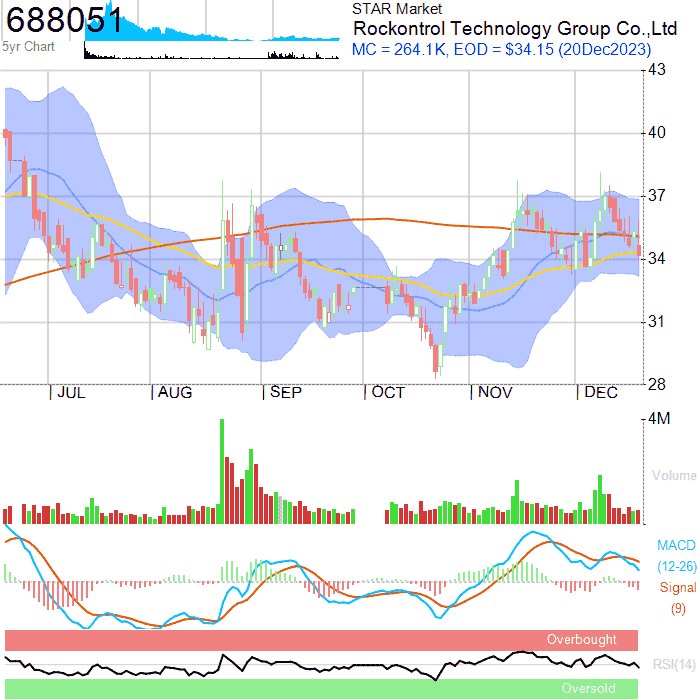 688051
5yr Chart
STAR Market
Rockontrol Technology Group Co.,Ltd
MC = 264.1K, EOD = $34.15 (20Dec2023)
43
40
37
34
31
28
JUL AUG SEP OCT NOV DEC
4M
Volume
MACD
(12-26)
Signal
(9)
Overbought
RSI(14)
Oversold